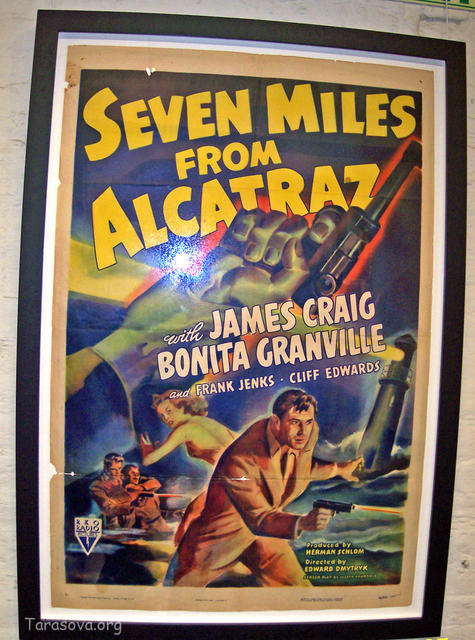 SEVEN MILES
FROM
ALCATRAZ
with JAMES CRAIG
BONITA GRANVILLE
and FRANK JENKS · CLIFF EDWARDS
RKO
RADIO
PICTURES
Produced by
HERMAN SCHLOM
Directed by
EDWARD DMYTRYK
Tarasova.org